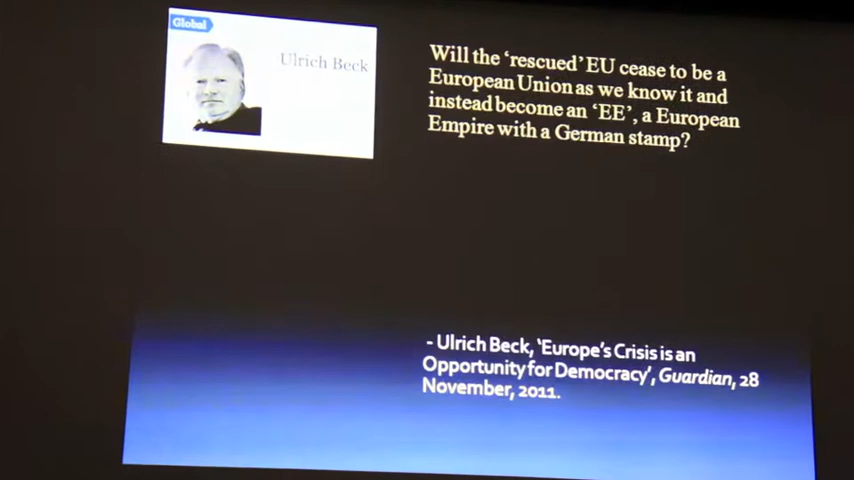 Global
Ulrich Beck
Will the ‘rescued’ EU cease to be a
European Union as we know it and
instead become an ‘EE’, a European
Empire with a German stamp?
- Ulrich Beck, ‘Europe’s Crisis is an
Opportunity for Democracy’, Guardian, 28
November, 2011.